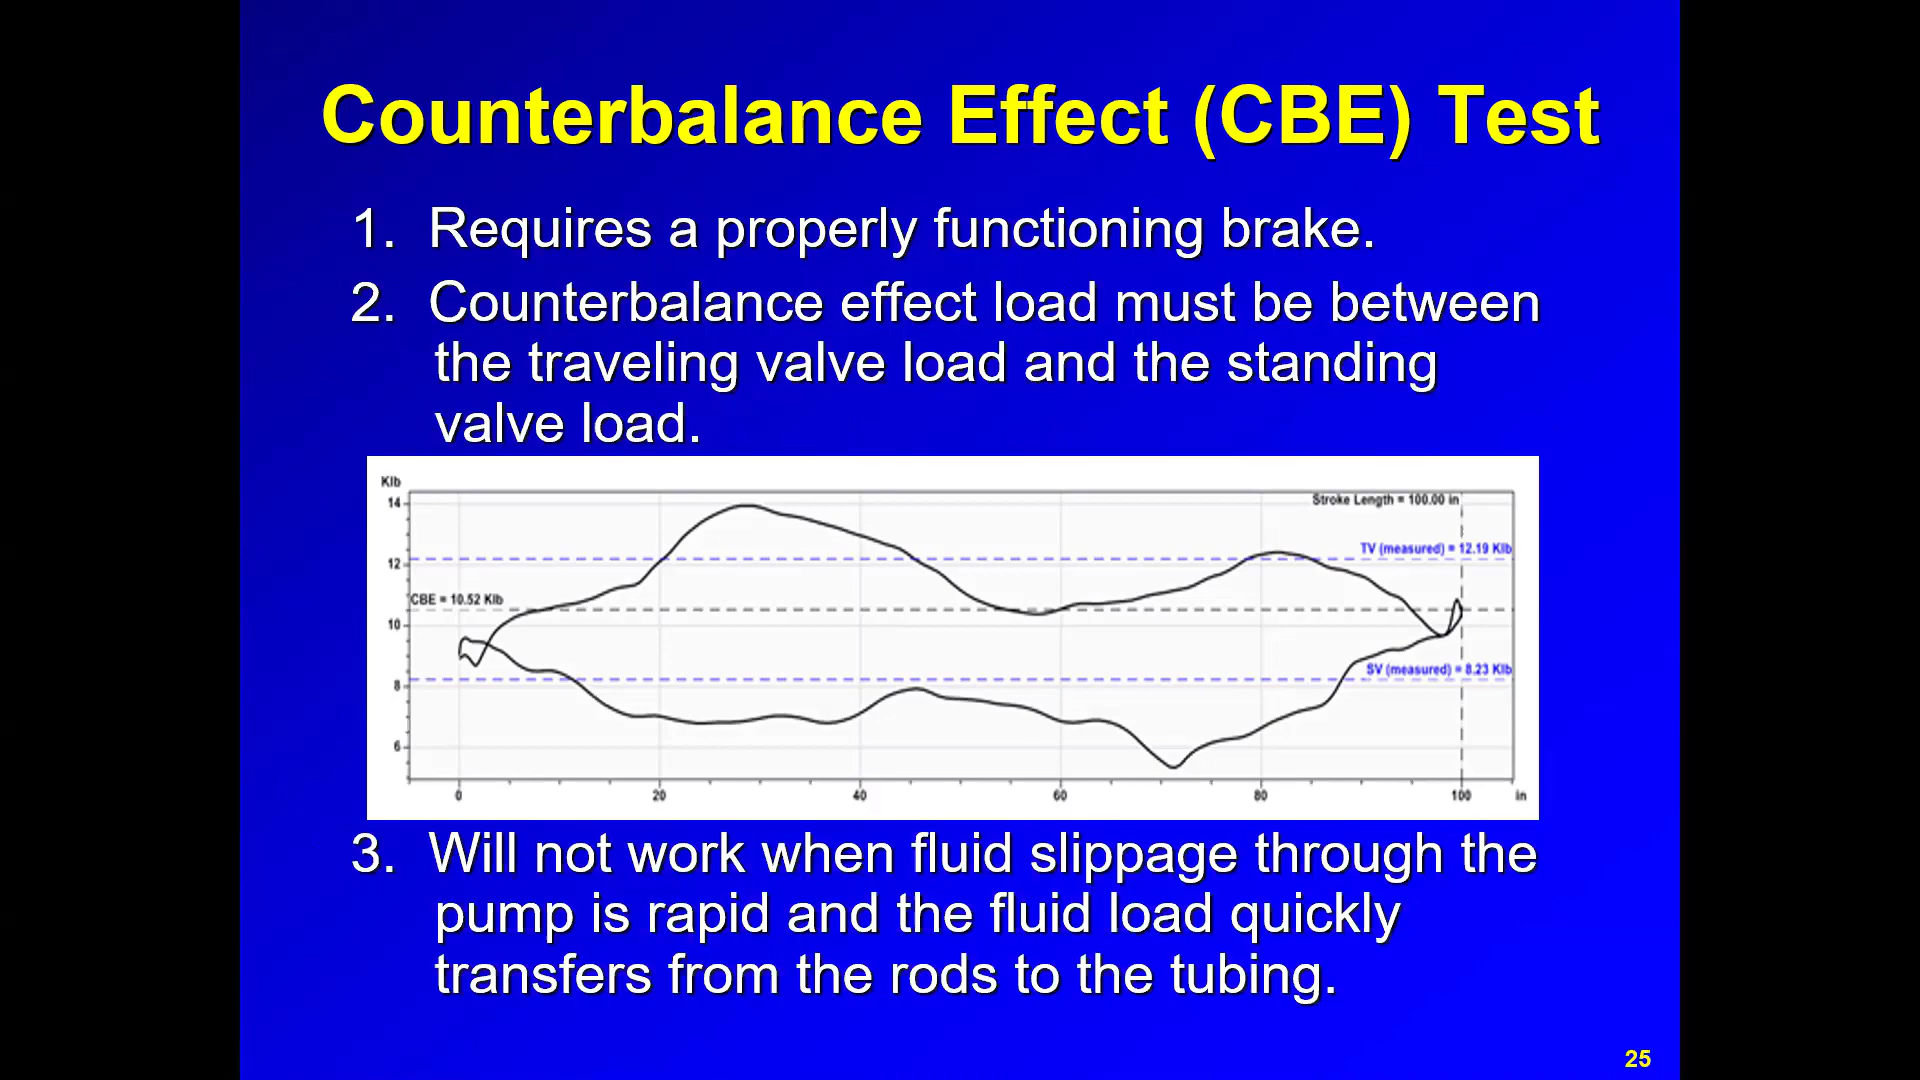 Counterbalance Effect (CBE) Test
1. Requires a properly functioning brake.
2. Counterbalance effect load must be between
the traveling valve load and the standing
valve load.
Klb
Stroke Length = 100.00 in
14
TV (measured) = 12.19 Klb
12
CBE = 10.52 Klb
10
SV (measured) = 8.23 Klb
8
6
0 20 40 60 80 100 in
3. Will not work when fluid slippage through the
pump is rapid and the fluid load quickly
transfers from the rods to the tubing.
25